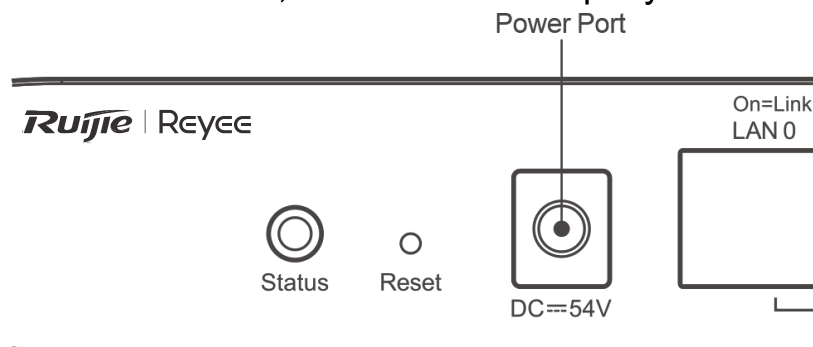 Power Port
Ruijie | Reyee
On=Link
LAN 0
Status
Reset
DC⎓54V